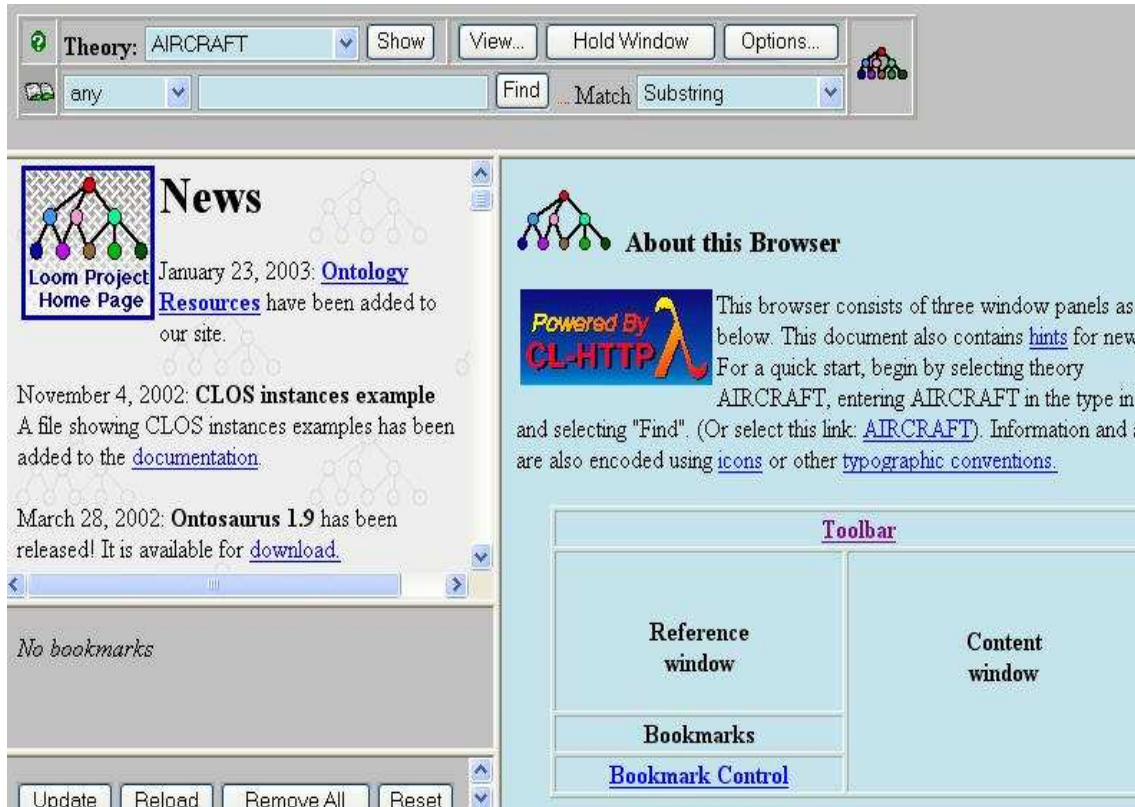 Theory: AIRCRAFT Show View... Hold Window Options...
any Find ... Match Substring
Loom Project
Home Page
News
January 23, 2003: Ontology
Resources have been added to
our site.
November 4, 2002: CLOS instances example
A file showing CLOS instances examples has been
added to the documentation.
March 28, 2002: Ontosaurus 1.9 has been
released! It is available for download.
No bookmarks
Update Reload Remove All Reset
About this Browser
Powered By
CL-HTTP λ
This browser consists of three window panels as
below. This document also contains hints for new
For a quick start, begin by selecting theory
AIRCRAFT, entering AIRCRAFT in the type in
and selecting "Find". (Or select this link: AIRCRAFT). Information and a
are also encoded using icons or other typographic conventions.
Toolbar
Reference
window
Content
window
Bookmarks
Bookmark Control